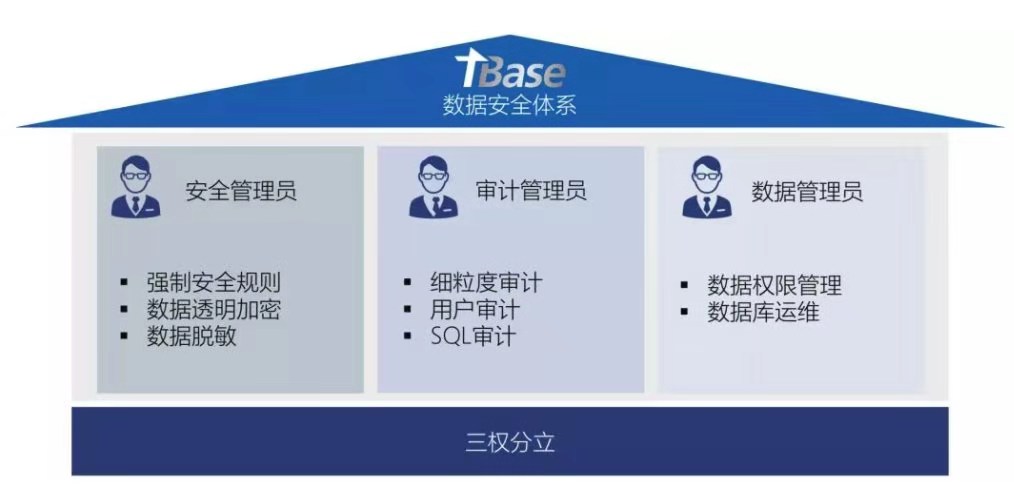 TBase
数据安全体系
安全管理员
▪ 强制安全规则
▪ 数据透明加密
▪ 数据脱敏
审计管理员
▪ 细粒度审计
▪ 用户审计
▪ SQL审计
数据管理员
▪ 数据权限管理
▪ 数据库运维
三权分立